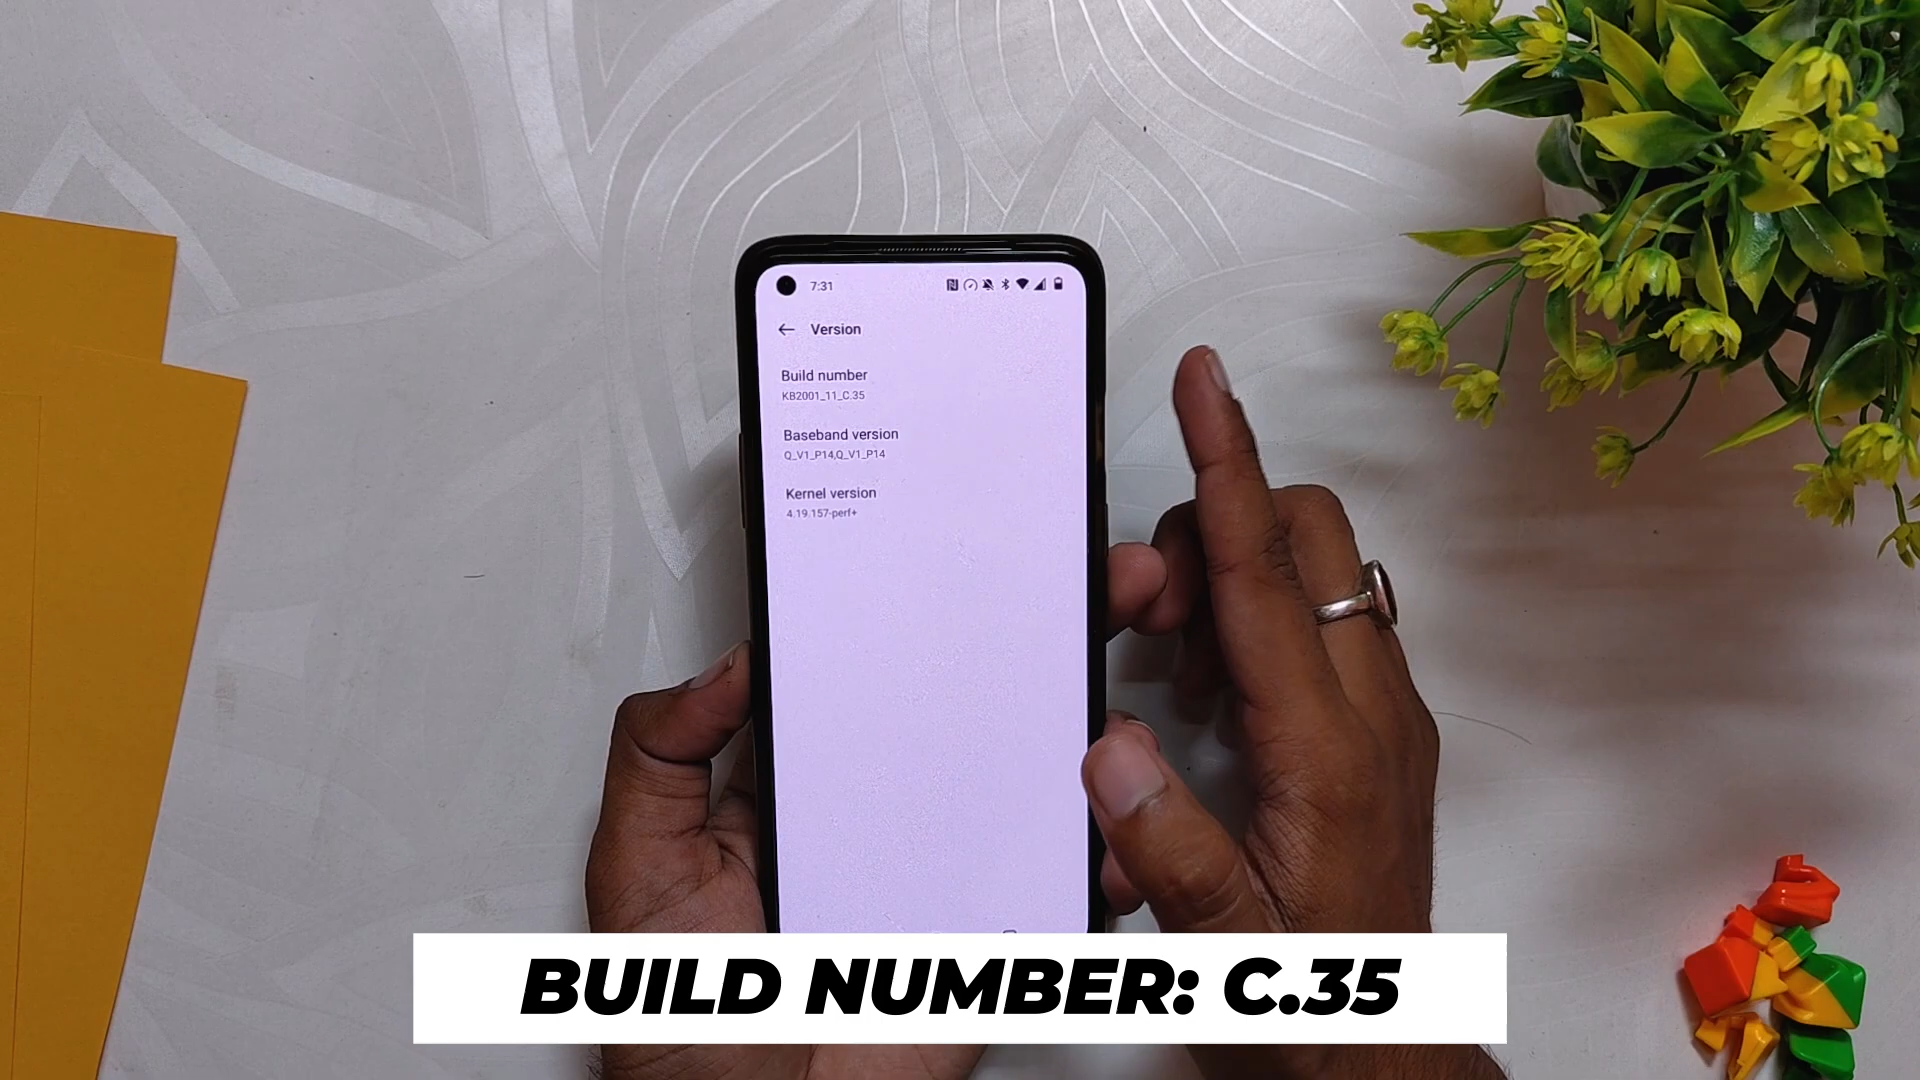 7:31
Version
Build number
KB2001_11_C.35
Baseband version
Q_V1_P14,Q_V1_P14
Kernel version
4.19.157-perf+
BUILD NUMBER: C.35